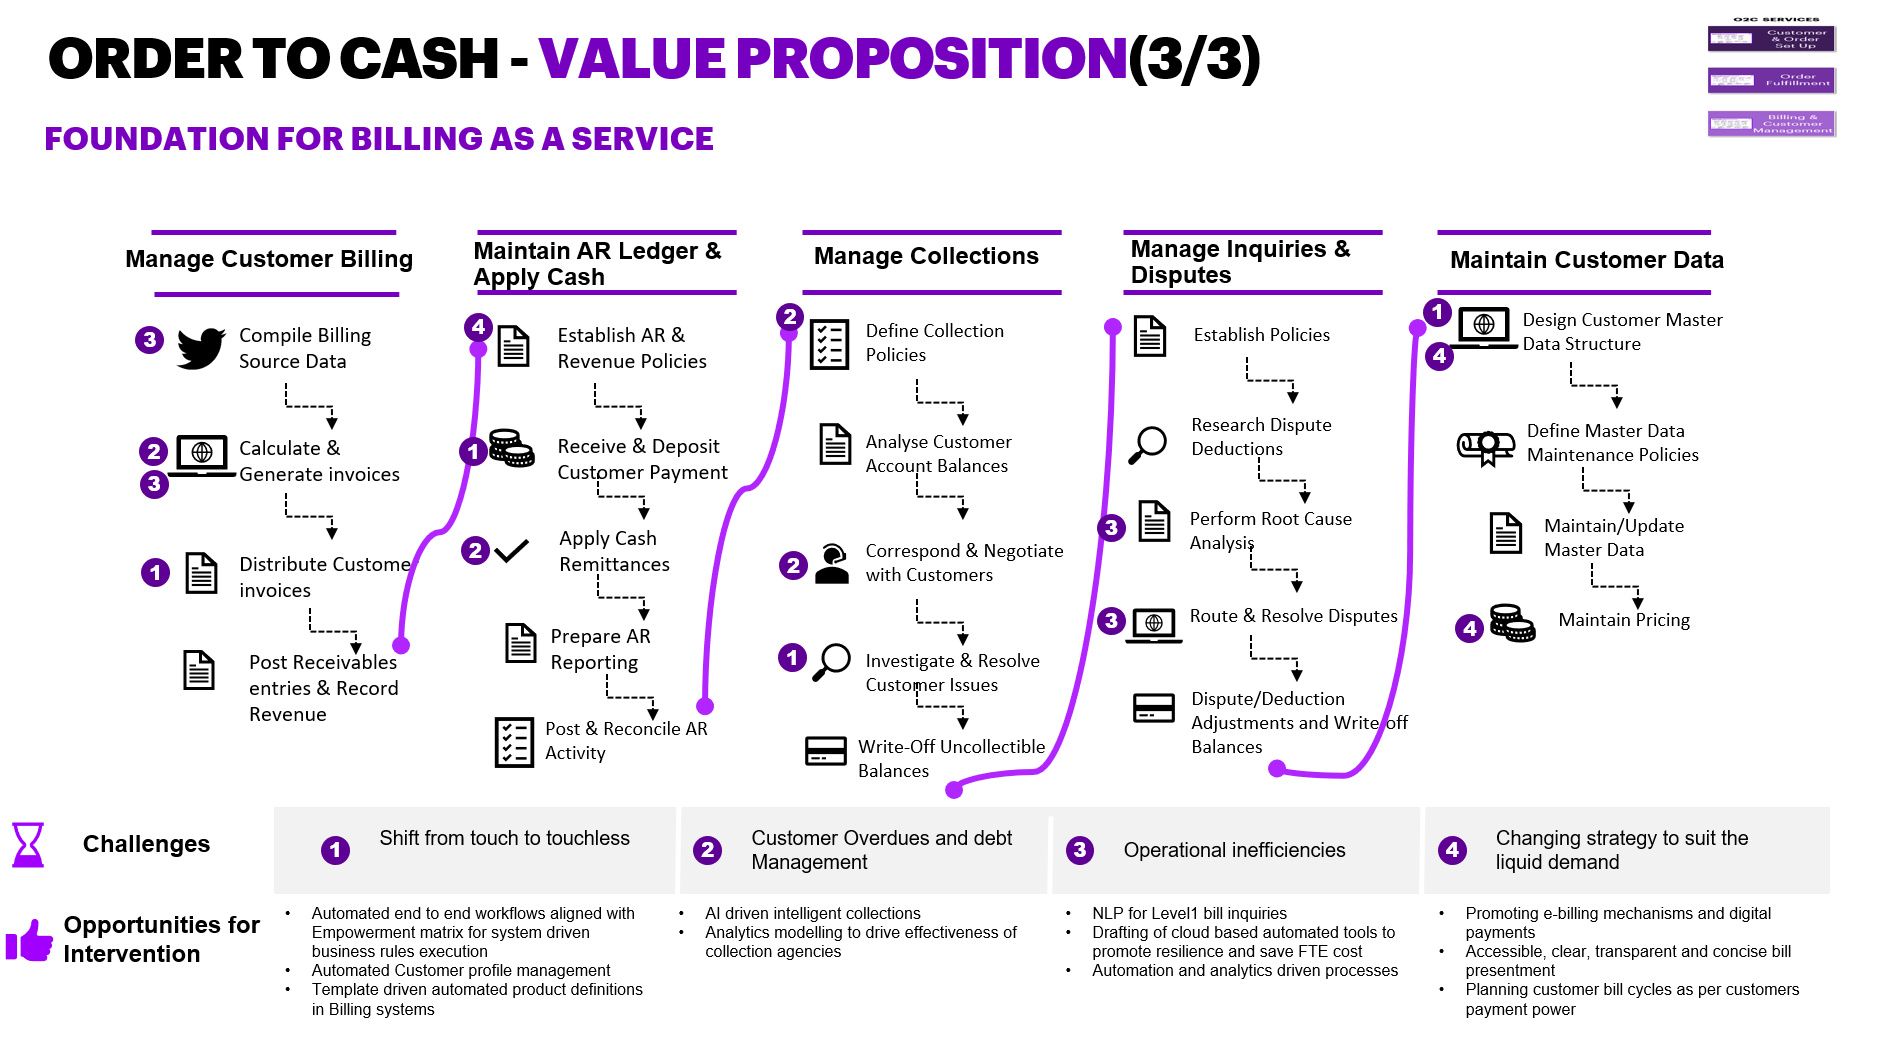 ORDER TO CASH - VALUE PROPOSITION(3/3)
FOUNDATION FOR BILLING AS A SERVICE
O2C SERVICES
Customer
& Order
Set Up
Order
Fulfillment
Billing &
Customer
Management
Manage Customer Billing
3
Compile Billing
Source Data
2
3
Calculate &
Generate invoices
1
Distribute Custome
invoices
Post Receivables
entries & Record
Revenue
Maintain AR Ledger &
Apply Cash
4
Establish AR &
Revenue Policies
1
Receive & Deposit
Customer Payment
2
Apply Cash
Remittances
Prepare AR
Reporting
Post & Reconcile AR
Activity
Manage Collections
2
Define Collection
Policies
Analyse Customer
Account Balances
2
Correspond & Negotiate
with Customers
1
Investigate & Resolve
Customer Issues
Write-Off Uncollectible
Balances
Manage Inquiries &
Disputes
Establish Policies
Research Dispute
Deductions
3
Perform Root Cause
Analysis
3
Route & Resolve Disputes
Dispute/Deduction
Adjustments and Write-off
Balances
Maintain Customer Data
1
4
Design Customer Master
Data Structure
Define Master Data
Maintenance Policies
Maintain/Update
Master Data
4
Maintain Pricing
Challenges
1
Shift from touch to touchless
2
Customer Overdues and debt
Management
3
Operational inefficiencies
4
Changing strategy to suit the
liquid demand
Opportunities for
Intervention
• Automated end to end workflows aligned with
Empowerment matrix for system driven
business rules execution
• Automated Customer profile management
• Template driven automated product definitions
in Billing systems
• AI driven intelligent collections
• Analytics modelling to drive effectiveness of
collection agencies
• NLP for Level1 bill inquiries
• Drafting of cloud based automated tools to
promote resilience and save FTE cost
• Automation and analytics driven processes
• Promoting e-billing mechanisms and digital
payments
• Accessible, clear, transparent and concise bill
presentment
• Planning customer bill cycles as per customers
payment power